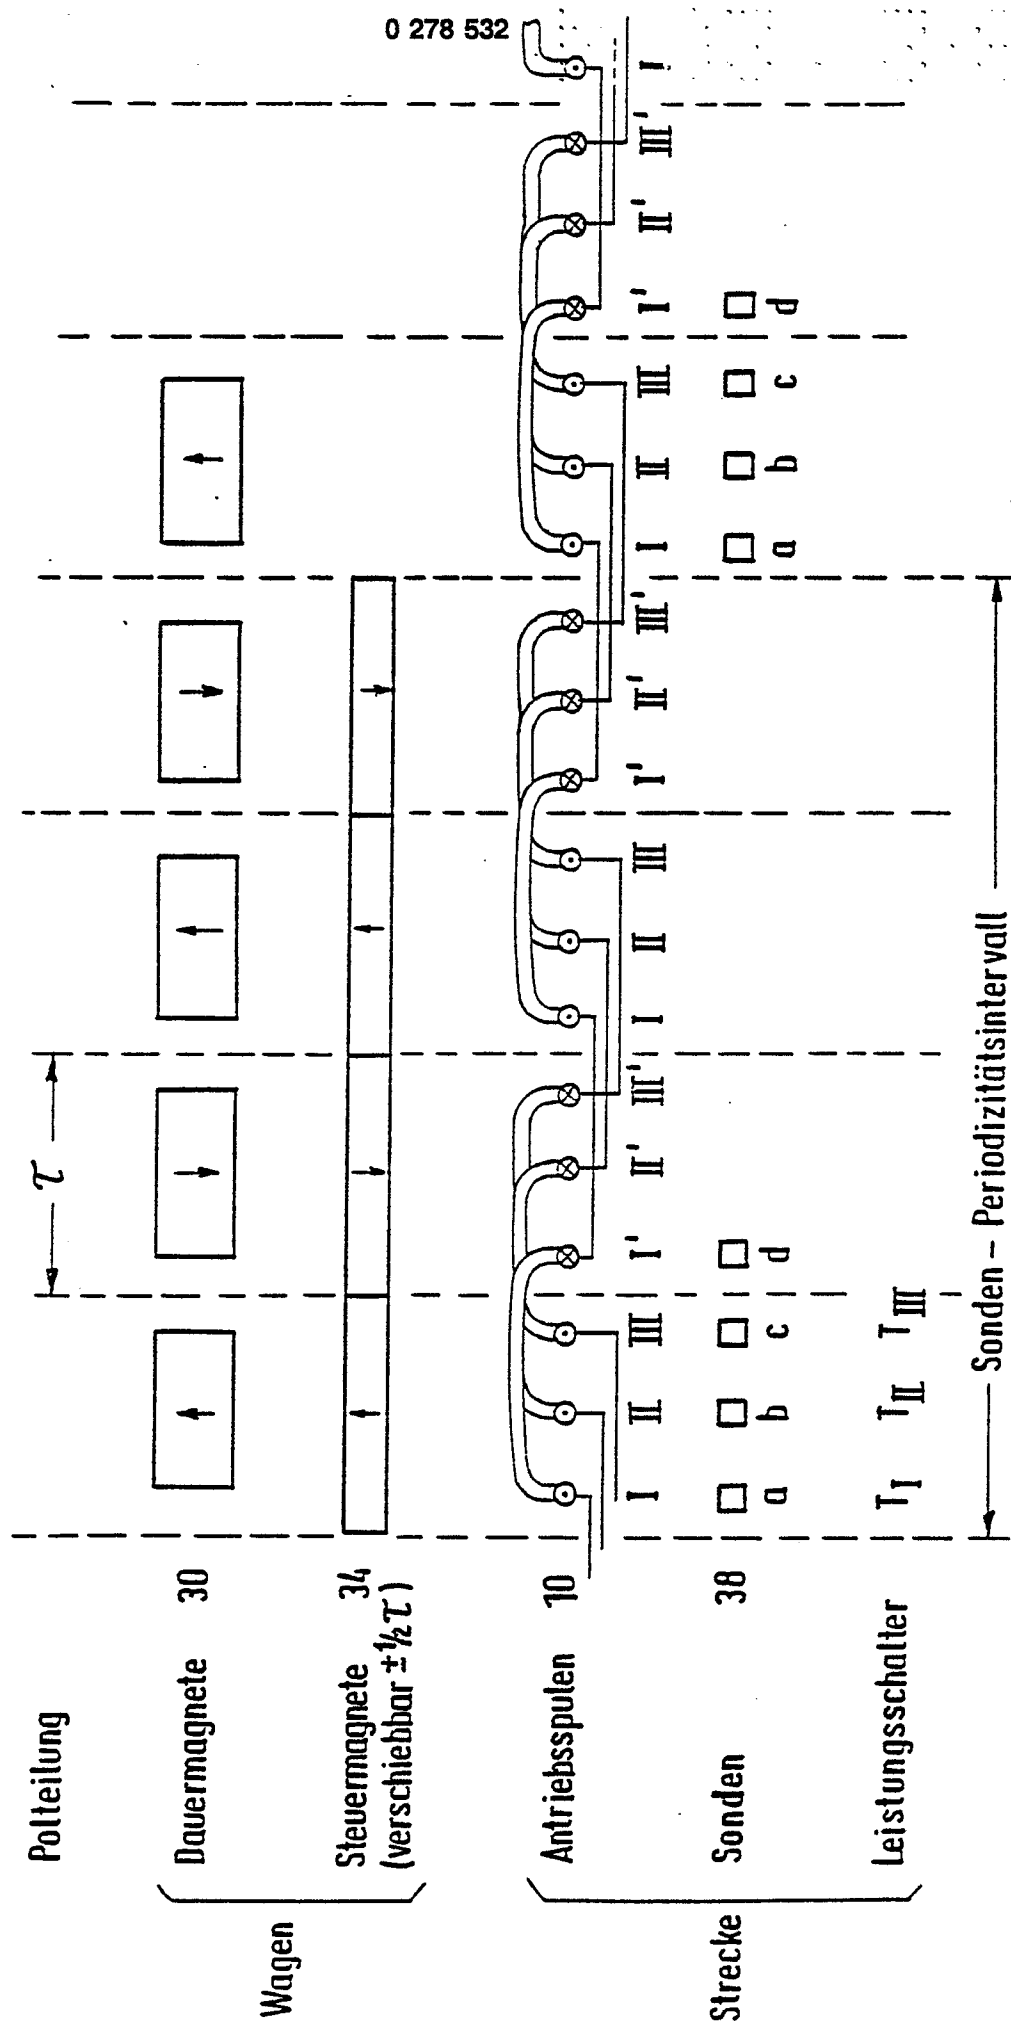 0 278 532
Polteilung
τ
Wagen
Dauermagnete 30
Steuermagnete 34
(verschiebbar ±½τ)
Strecke
Antriebsspulen 10
I II III I' II' III' I II III I' II' III' I II III I' II' III' I
Sonden 38
a b c d a b c d
Leistungsschalter
T_I T_II T_III
Sonden – Periodizitätsintervall